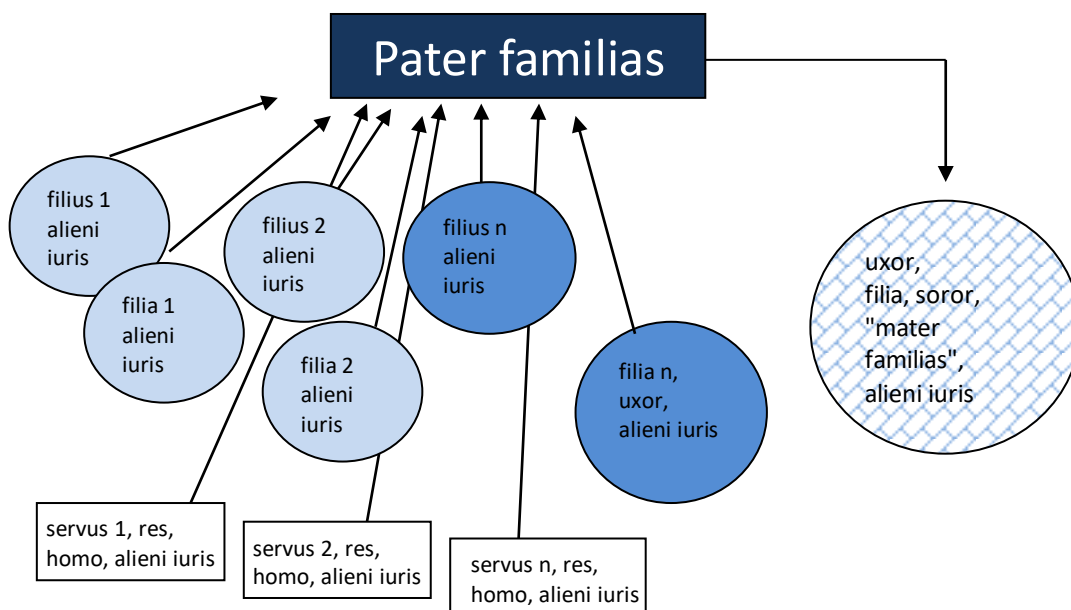 Pater familias
filius 1
alieni
iuris
filia 1
alieni
iuris
filius 2
alieni
iuris
filia 2
alieni
iuris
filius n
alieni
iuris
filia n,
uxor,
alieni iuris
uxor,
filia, soror,
"mater
familias",
alieni iuris
servus 1, res,
homo, alieni iuris
servus 2, res,
homo, alieni iuris
servus n, res,
homo, alieni iuris